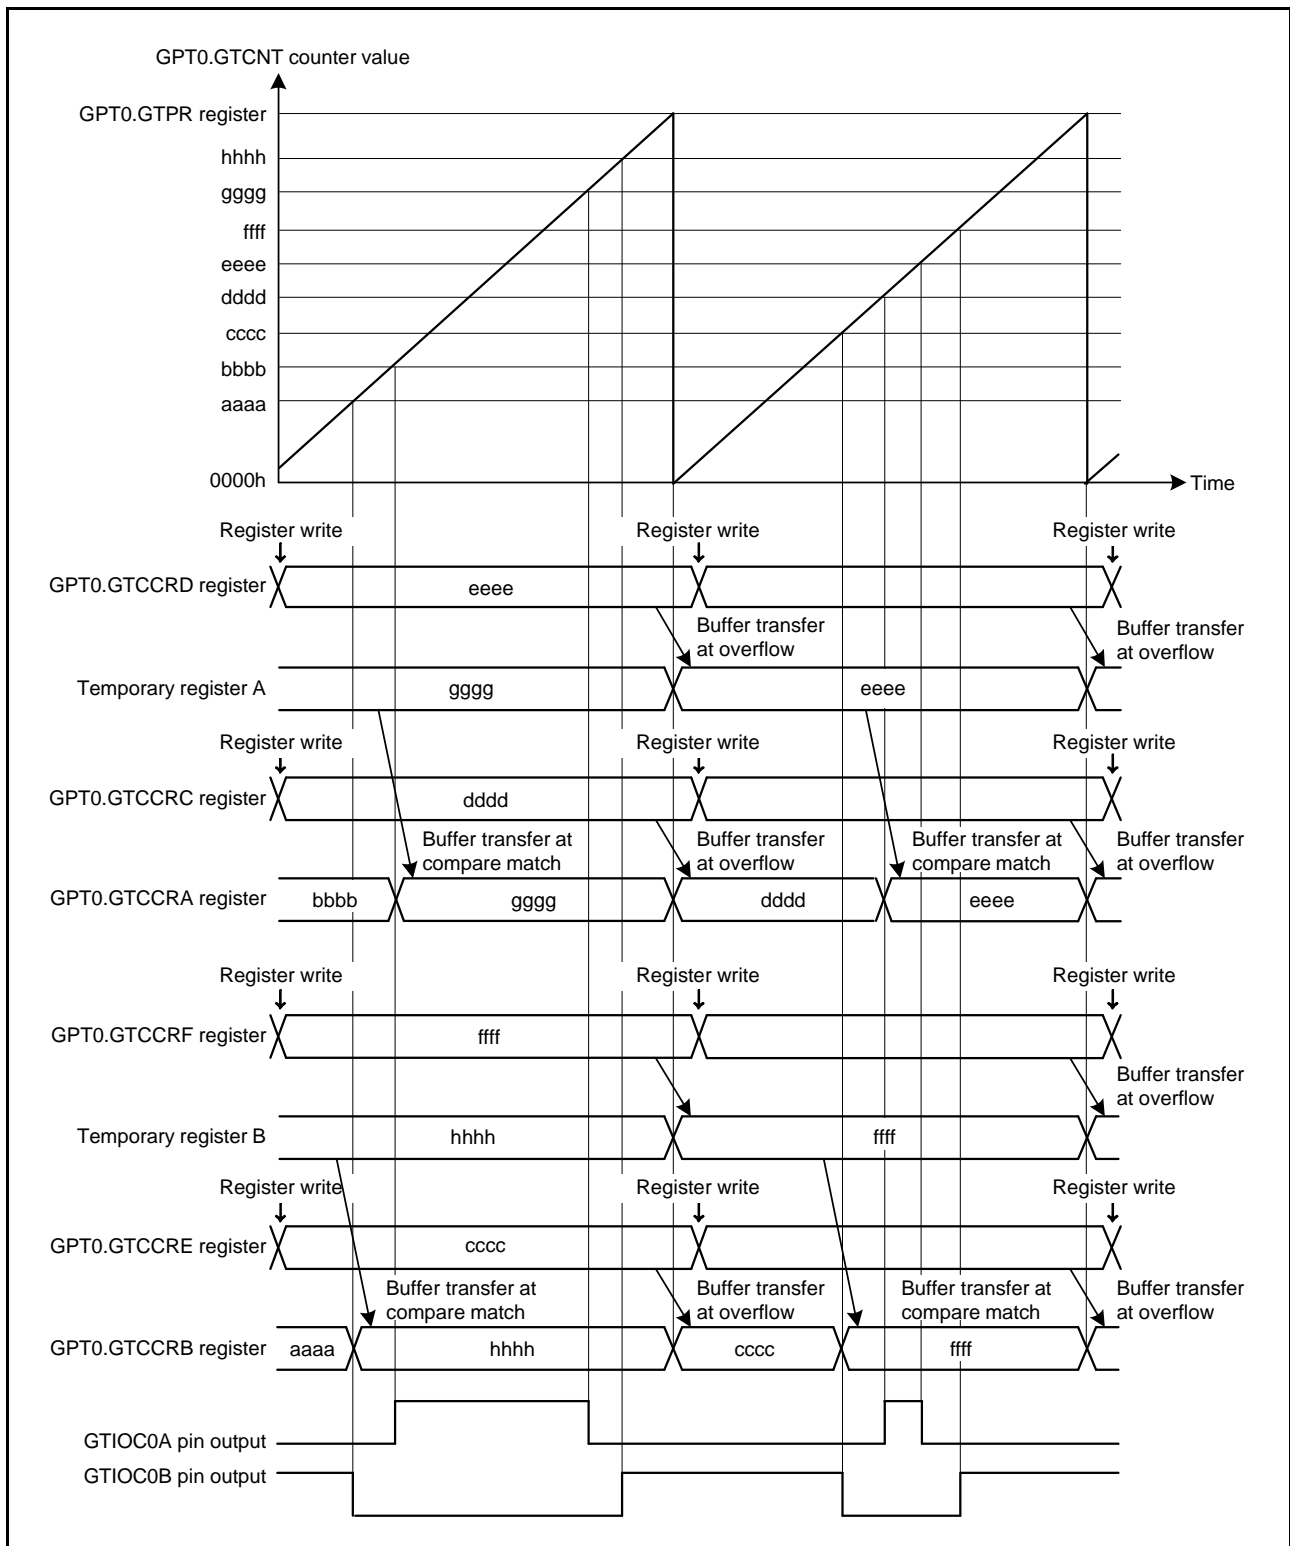 GPT0.GTCNT counter value
GPT0.GTPR register
hhhh
gggg
ffff
eeee
dddd
cccc
bbbb
aaaa
0000h
Time
Register write Register write Register write
GPT0.GTCCRD register eeee
Buffer transfer Buffer transfer
at overflow at overflow
Temporary register A gggg eeee
Register write Register write Register write
GPT0.GTCCRC register dddd
Buffer transfer at Buffer transfer Buffer transfer at Buffer transfer
compare match at overflow compare match at overflow
GPT0.GTCCRA register bbbb gggg dddd eeee
Register write Register write Register write
GPT0.GTCCRF register ffff
Buffer transfer
at overflow
Temporary register B hhhh ffff
Register write Register write Register write
GPT0.GTCCRE register cccc
Buffer transfer at Buffer transfer Buffer transfer at Buffer transfer
compare match at overflow compare match at overflow
GPT0.GTCCRB register aaaa hhhh cccc ffff
GTIOC0A pin output
GTIOC0B pin output